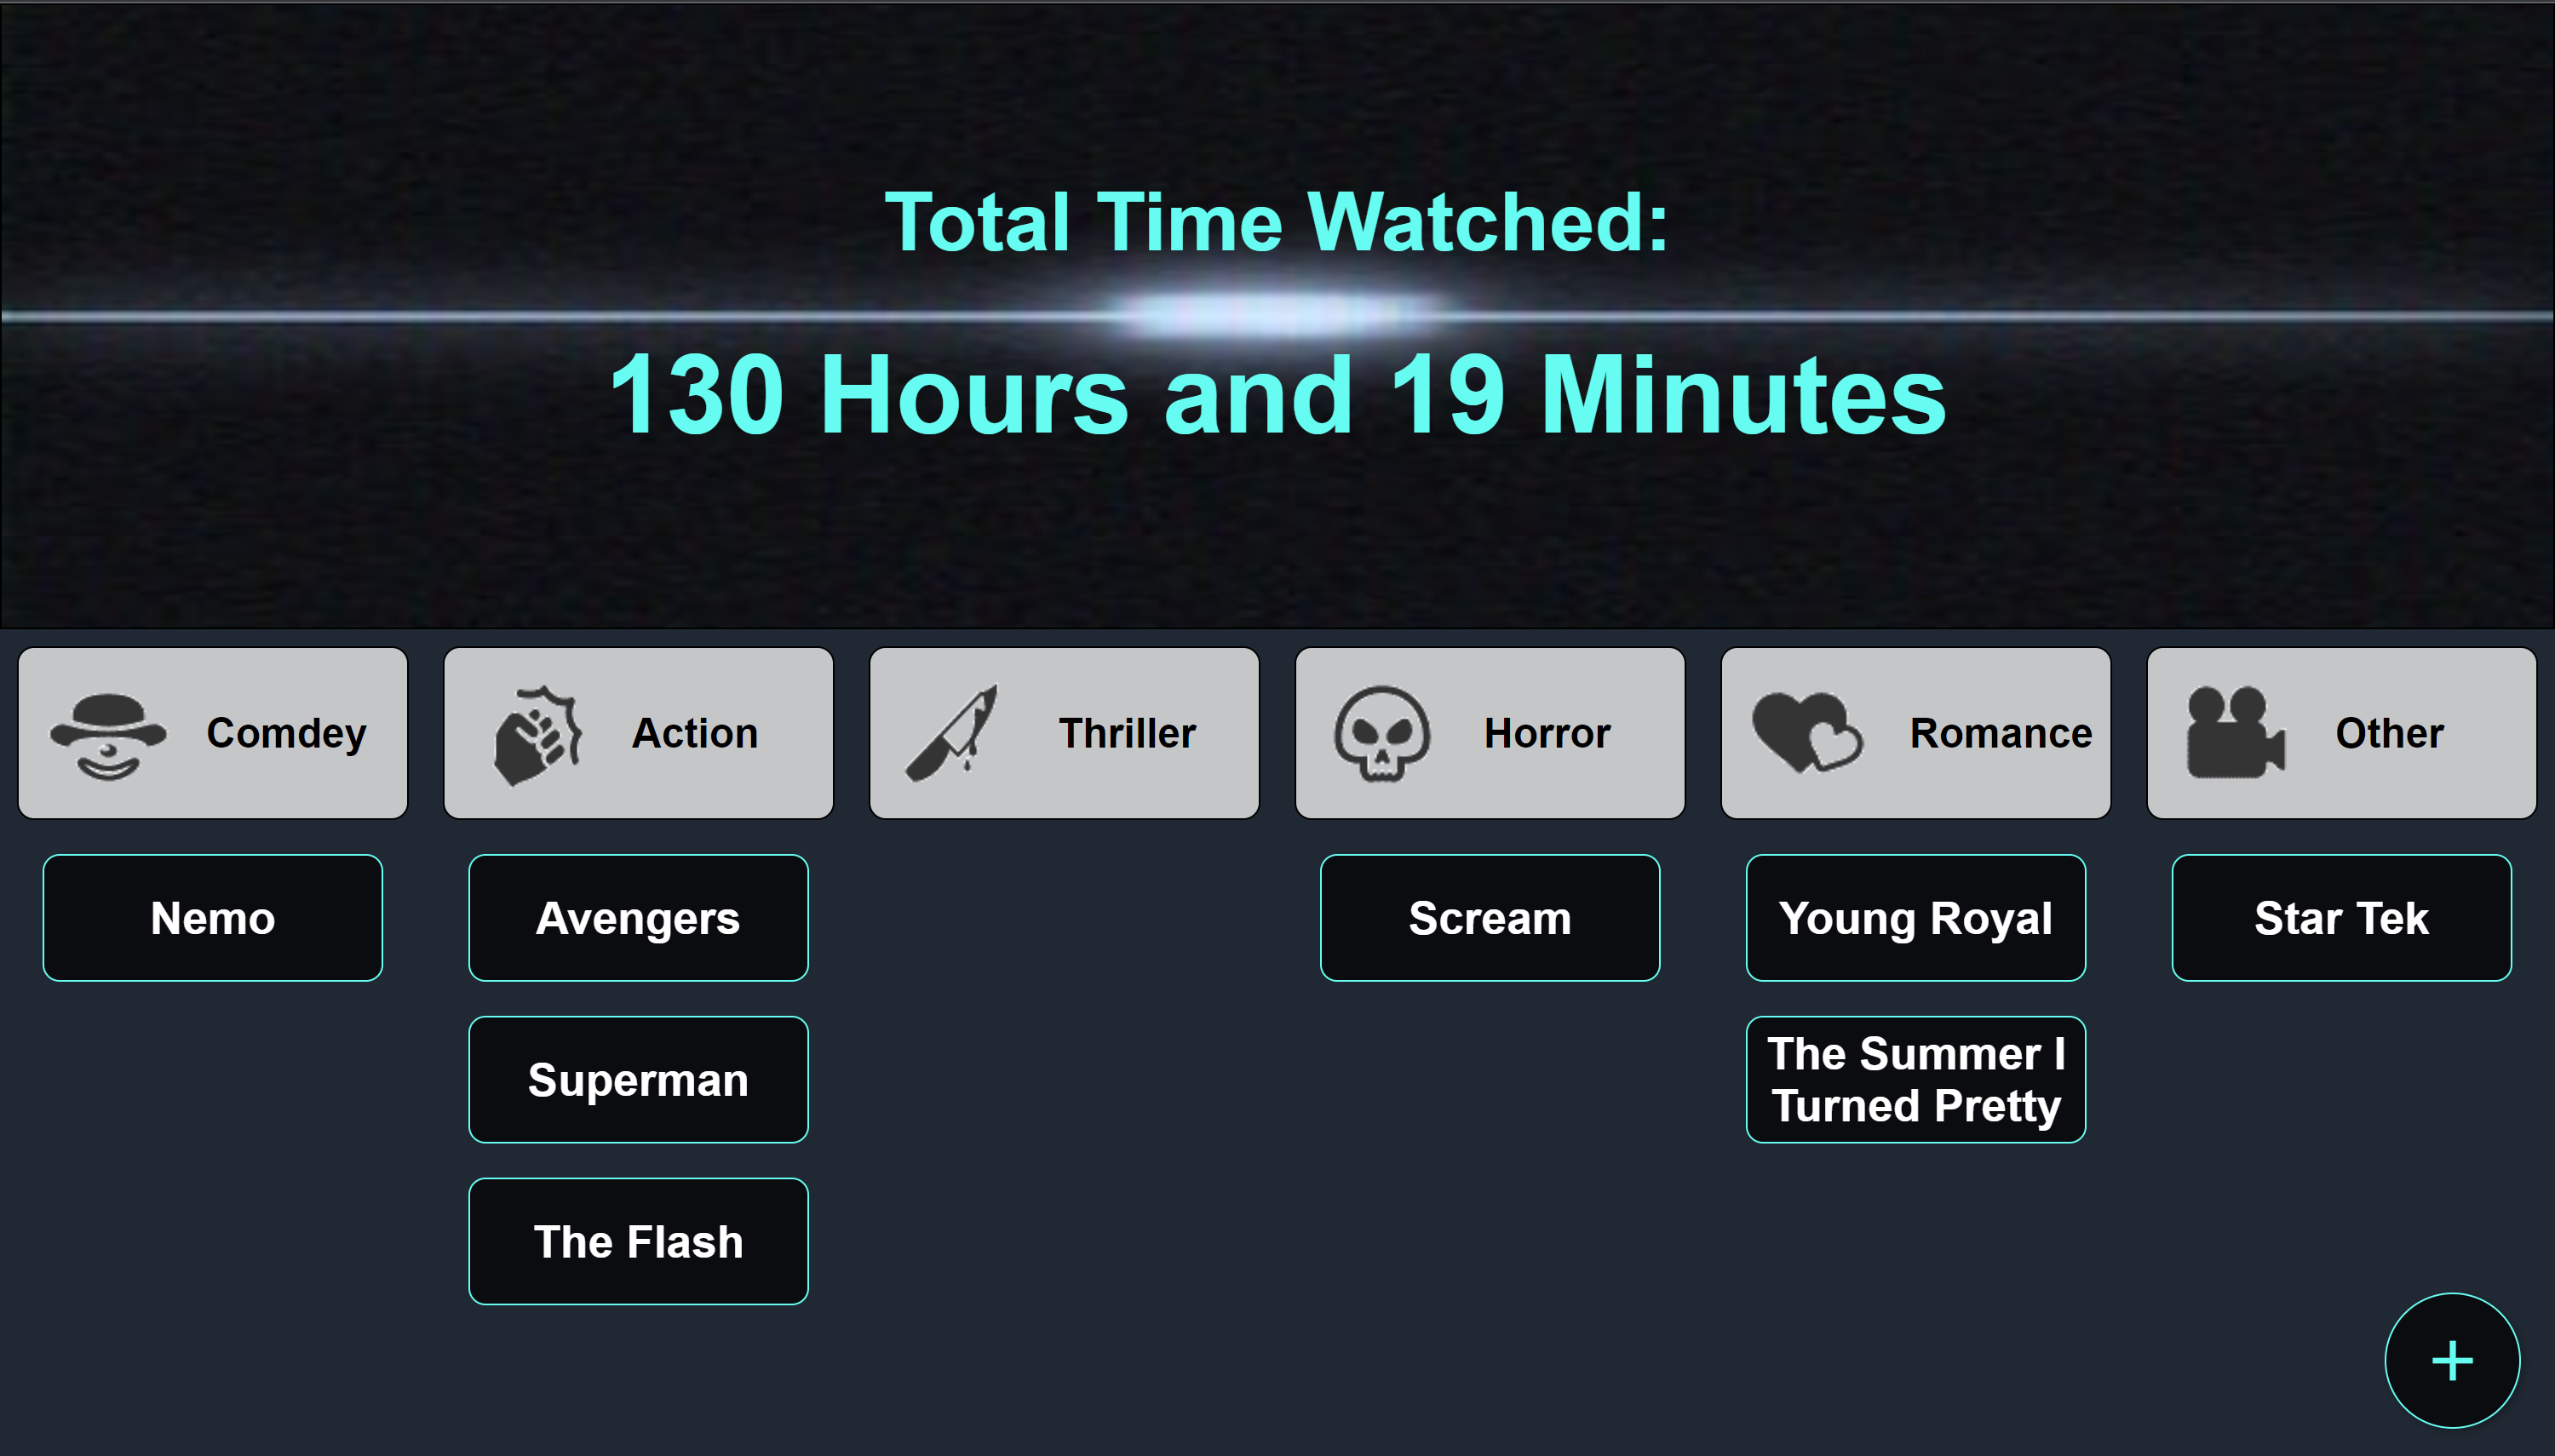 Total Time Watched:
130 Hours and 19 Minutes
Comdey
Action
Thriller
Horror
Romance
Other
Nemo
Avengers
Scream
Young Royal
Star Tek
Superman
The Summer I
Turned Pretty
The Flash
+